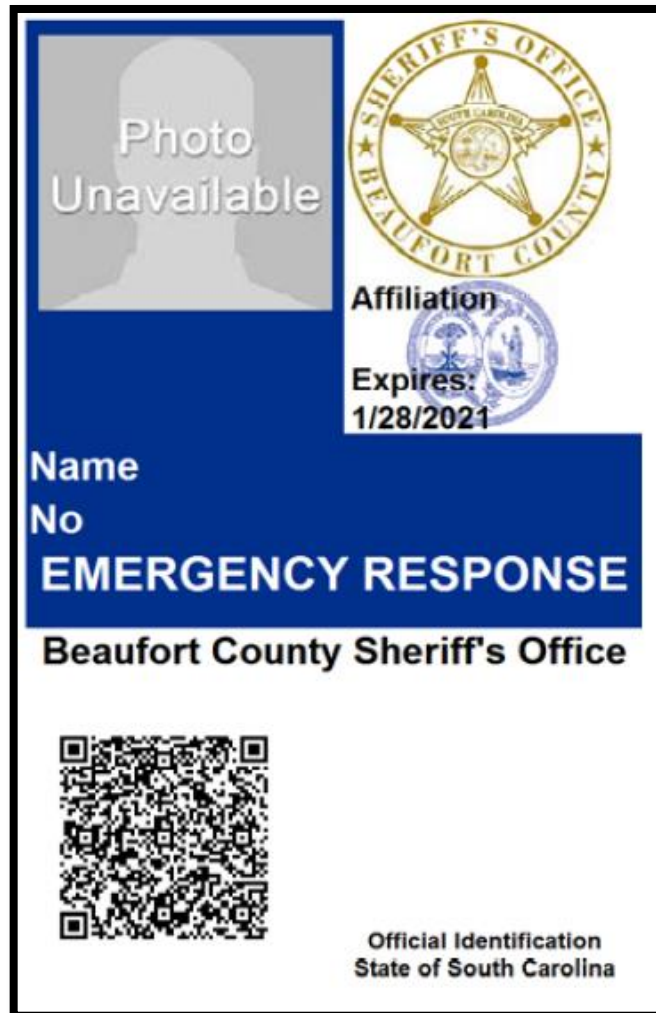 Photo
Unavailable
SHERIFF'S OFFICE
BEAUFORT COUNTY
SOUTH CAROLINA
Affiliation
Expires:
1/28/2021
Name
No
EMERGENCY RESPONSE
Beaufort County Sheriff's Office
Official Identification
State of South Carolina